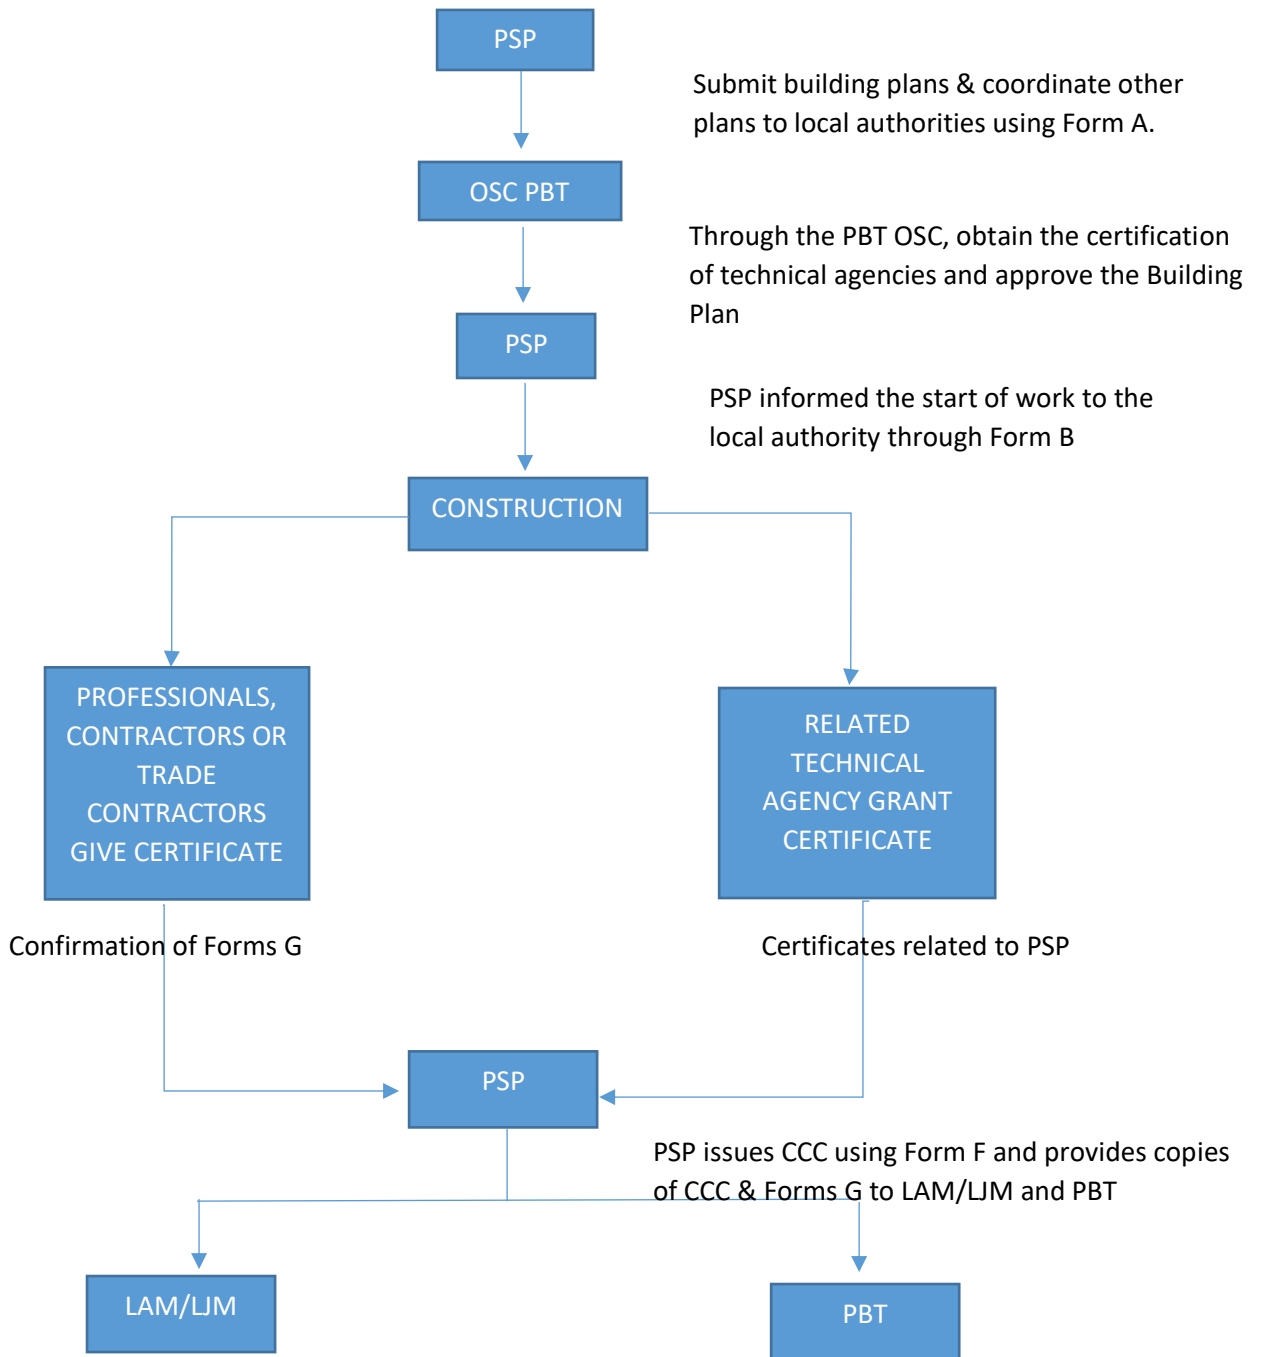 PSP
Submit building plans & coordinate other
plans to local authorities using Form A.
OSC PBT
Through the PBT OSC, obtain the certification
of technical agencies and approve the Building
Plan
PSP
PSP informed the start of work to the
local authority through Form B
CONSTRUCTION
PROFESSIONALS,
CONTRACTORS OR
TRADE
CONTRACTORS
GIVE CERTIFICATE
RELATED
TECHNICAL
AGENCY GRANT
CERTIFICATE
Confirmation of Forms G
Certificates related to PSP
PSP
PSP issues CCC using Form F and provides copies
of CCC & Forms G to LAM/LJM and PBT
LAM/LJM
PBT